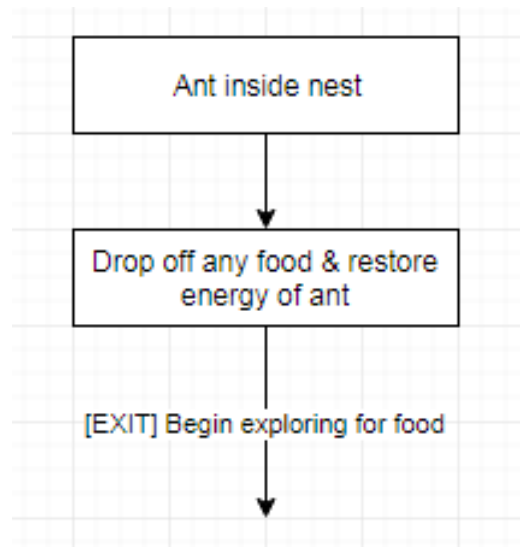 Ant inside nest
Drop off any food & restore
energy of ant
[EXIT] Begin exploring for food